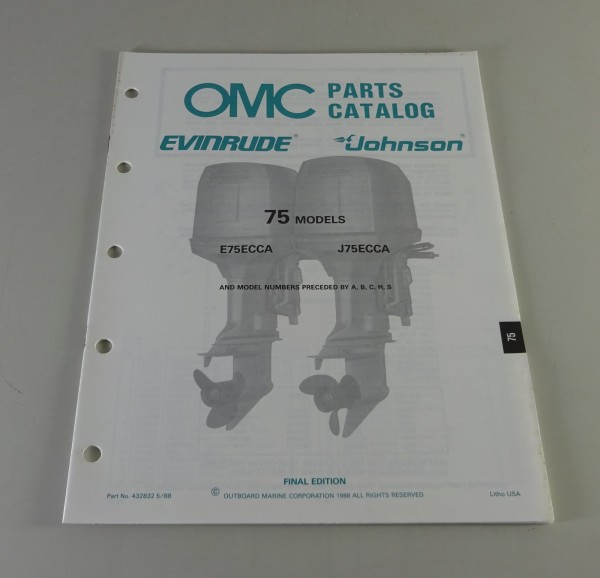 OMC PARTS CATALOG
EVINRUDE® Johnson®
75 MODELS
E75ECCA J75ECCA
AND MODEL NUMBERS PRECEDED BY A, B, C, H, S
75
FINAL EDITION
Part No. 432832 5/88 © OUTBOARD MARINE CORPORATION 1988 ALL RIGHTS RESERVED Litho USA